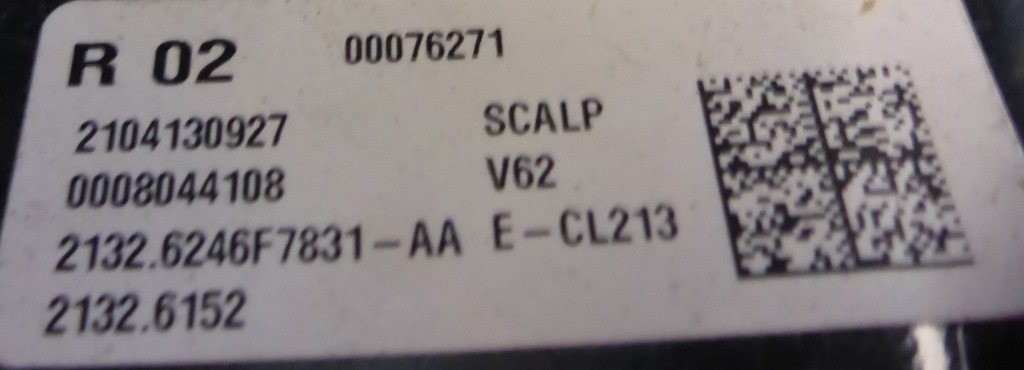 R 02 00076271
2104130927 SCALP
0008044108 V62
2132.6246F7831-AA E-CL213
2132.6152